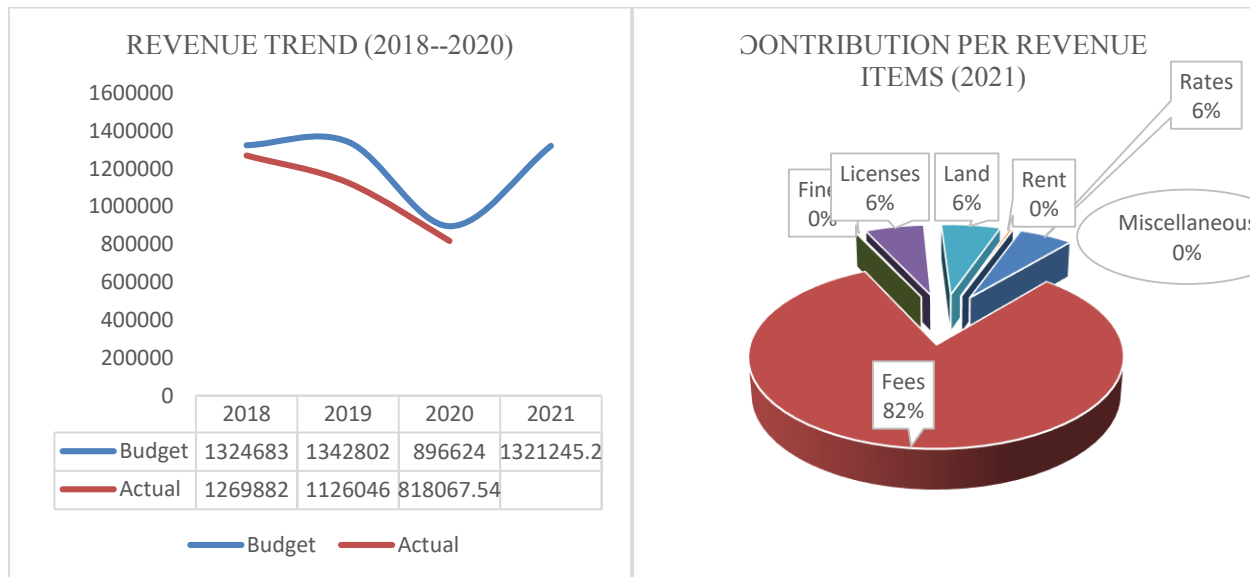 REVENUE TREND (2018--2020)
1600000
1400000
1200000
1000000
800000
600000
400000
200000
0
2018 2019 2020 2021
Budget 1324683 1342802 896624 1321245.2
Actual 1269882 1126046 818067.54
Budget Actual
CONTRIBUTION PER REVENUE
ITEMS (2021)
Rates
6%
Fine
0%
Licenses
6%
Land
6%
Rent
0%
Miscellaneous
0%
Fees
82%